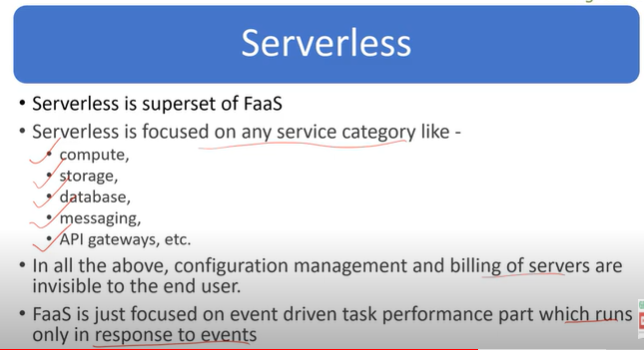 Serverless
• Serverless is superset of FaaS
• Serverless is focused on any service category like -
• compute,
• storage,
• database,
• messaging,
• API gateways, etc.
• In all the above, configuration management and billing of servers are
invisible to the end user.
• FaaS is just focused on event driven task performance part which runs
only in response to events